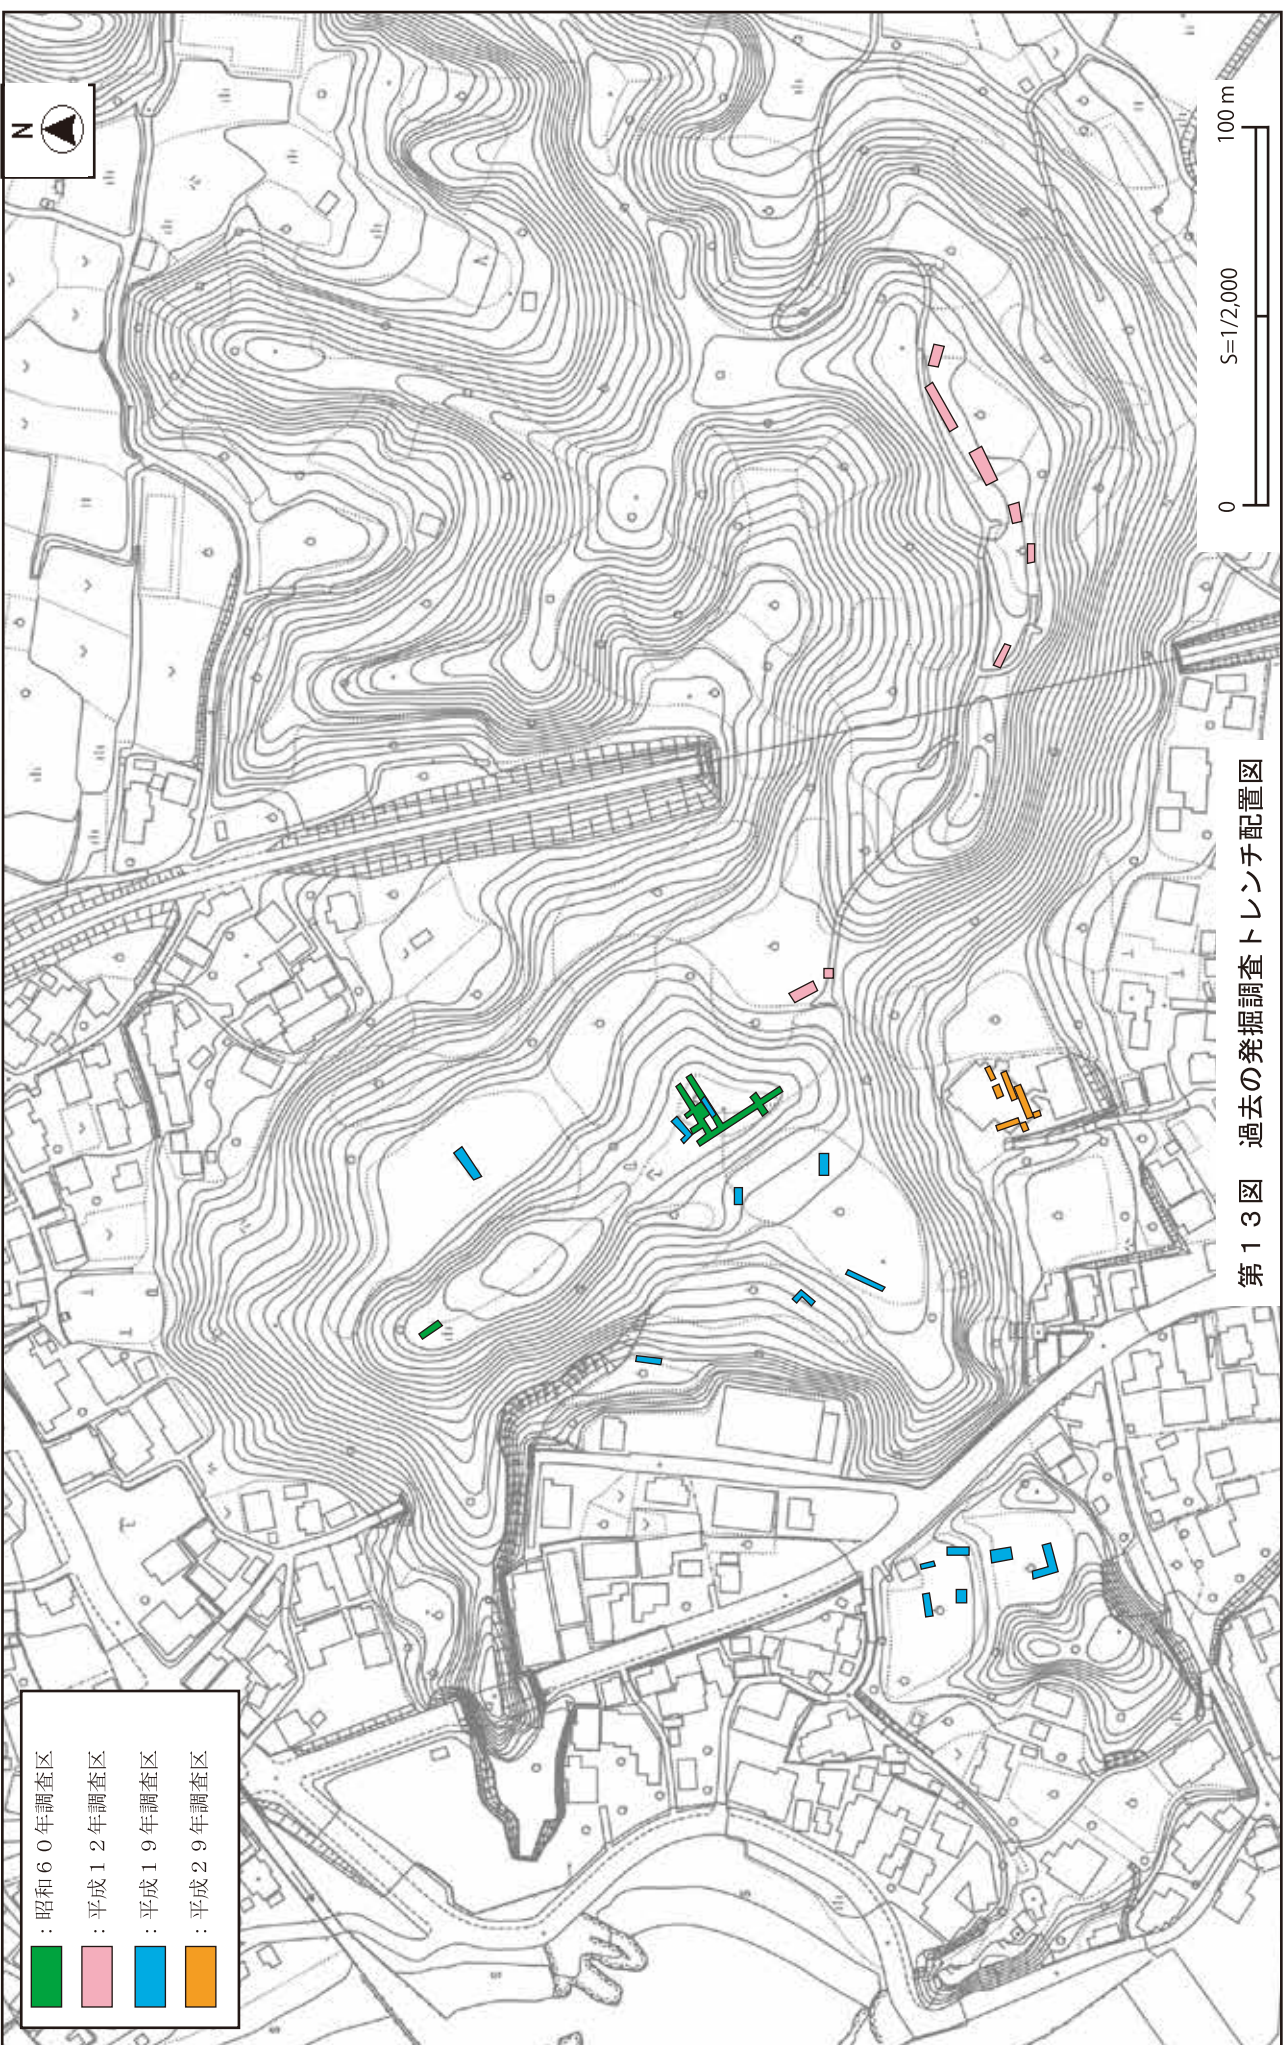 N
：昭和６０年調査区
：平成１２年調査区
：平成１９年調査区
：平成２９年調査区
0
S=1/2,000
100 m
第１３図　過去の発掘調査トレンチ配置図